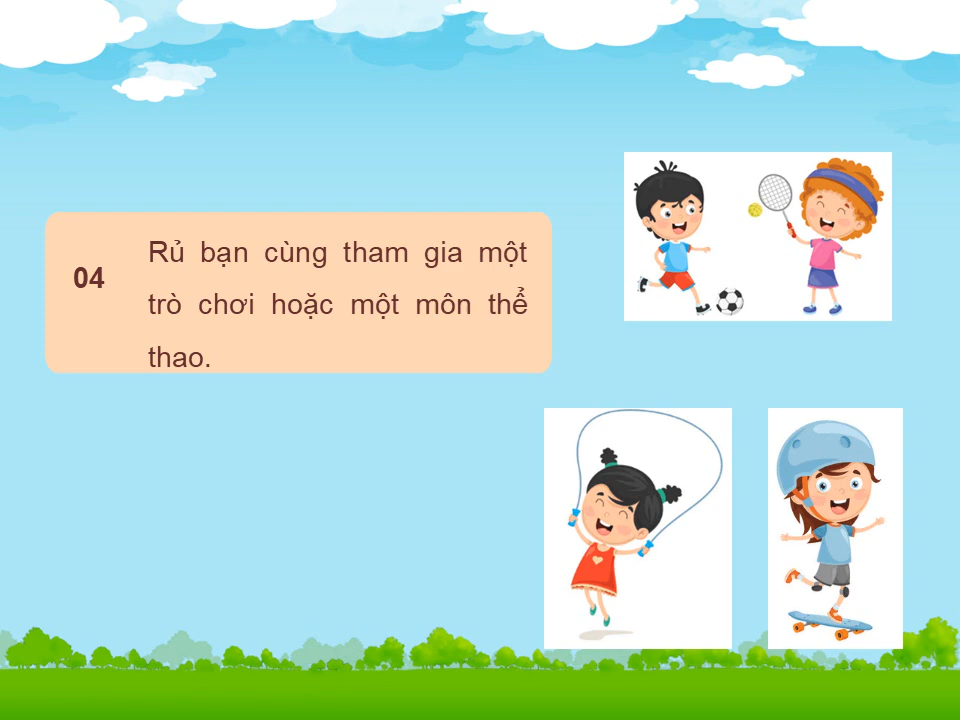 04
Rủ bạn cùng tham gia một
trò chơi hoặc một môn thể
thao.